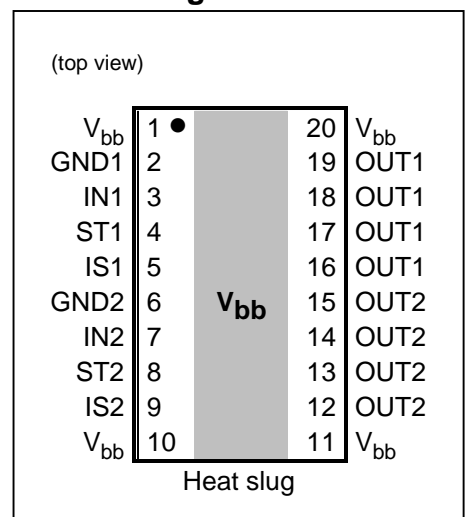 g
(top view)
Vbb 1 20 Vbb
GND1 2 19 OUT1
IN1 3 18 OUT1
ST1 4 17 OUT1
IS1 5 16 OUT1
GND2 6 Vbb 15 OUT2
IN2 7 14 OUT2
ST2 8 13 OUT2
IS2 9 12 OUT2
Vbb 10 11 Vbb
Heat slug